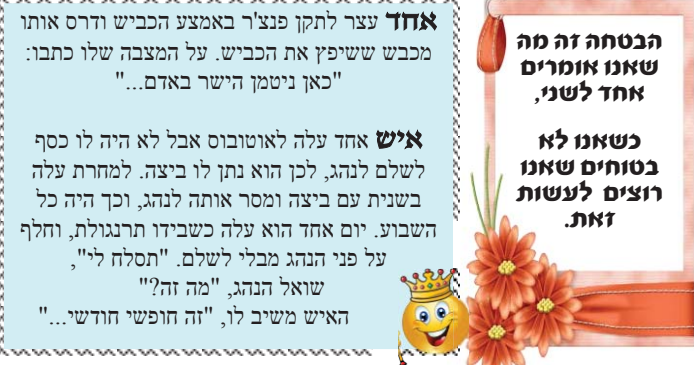 הבטחה זה מה
שאנו אומרים
אחד לשני,
כשאנו לא
בטוחים שאנו
רוצים לעשות
זאת.
אחד עצר לתקן פנצ'ר באמצע הכביש ודרס אותו
מכבש ששיפץ את הכביש. על המצבה שלו כתבו:
"כאן ניטמן הישר באדם..."
איש אחד עלה לאוטובוס אבל לא היה לו כסף
לשלם לנהג, לכן הוא נתן לו ביצה. למחרת עלה
בשנית עם ביצה ומסר אותה לנהג, וכך היה כל
השבוע. יום אחד הוא עלה כשבידו תרנגולת, וחלף
על פני הנהג מבלי לשלם. "תסלח לי",
שואל הנהג, "מה זה?"
האיש משיב לו, "זה חופשי חודשי..."